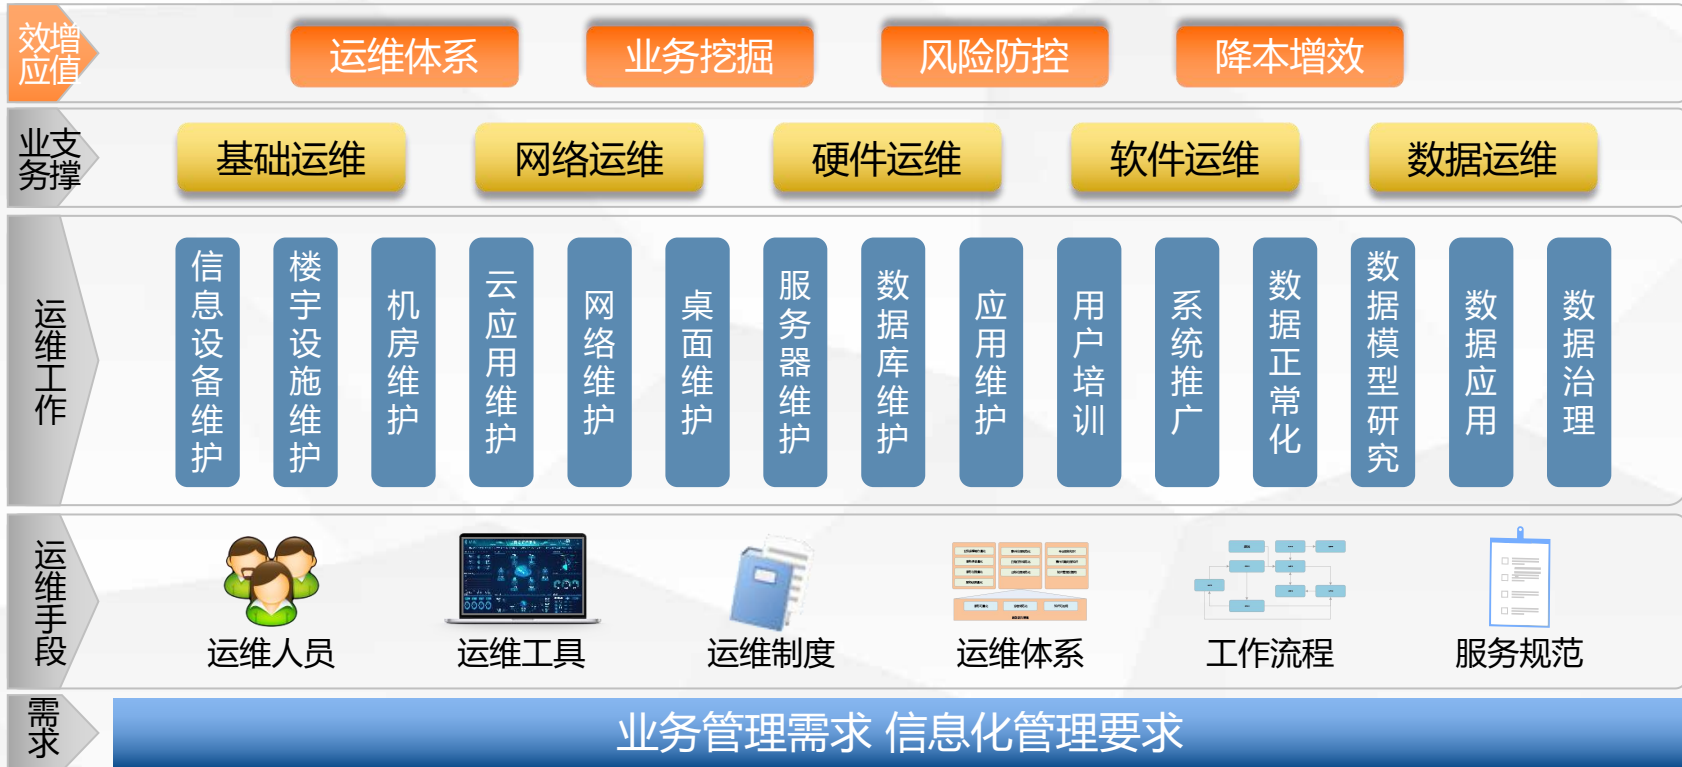 增值效应
运维体系
业务挖掘
风险防控
降本增效
业务支撑
基础运维
网络运维
硬件运维
软件运维
数据运维
运维工作
信息设备维护
楼宇设施维护
机房维护
云应用维护
网络维护
桌面维护
服务器维护
数据库维护
应用维护
用户培训
系统推广
数据正常化
数据模型研究
数据应用
数据治理
运维手段
运维人员
运维工具
运维制度
运维体系
工作流程
服务规范
需求
业务管理需求 信息化管理要求